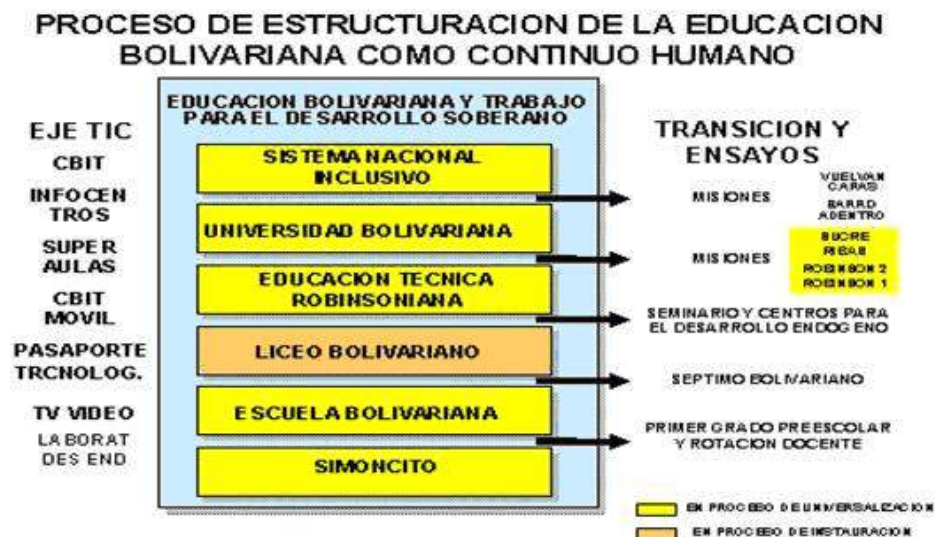 PROCESO DE ESTRUCTURACION DE LA EDUCACION
BOLIVARIANA COMO CONTINUO HUMANO
EJE TIC
CBIT
INFOCEN
TROS
SUPER
AULAS
CBIT
MOVIL
PASAPORTE
TRCNOLOG.
TV VIDEO
LABORAT
DES END
EDUCACION BOLIVARIANA Y TRABAJO
PARA EL DESARROLLO SOBERANO
SISTEMA NACIONAL
INCLUSIVO
UNIVERSIDAD BOLIVARIANA
EDUCACION TECNICA
ROBINSONIANA
LICEO BOLIVARIANO
ESCUELA BOLIVARIANA
SIMONCITO
TRANSICION Y
ENSAYOS
MISIONES
VUELVAN
CARAS
BARRO
ADENTRO
MISIONES
SUCRE
RIBAS
ROBINSON 2
ROBINSON 1
SEMINARIO Y CENTROS PARA
EL DESARROLLO ENDOGENO
SEPTIMO BOLIVARIANO
PRIMER GRADO PREESCOLAR
Y ROTACION DOCENTE
EN PROCESO DE UNIVERSALIZACION
EN PROCESO DE INSTAURACION